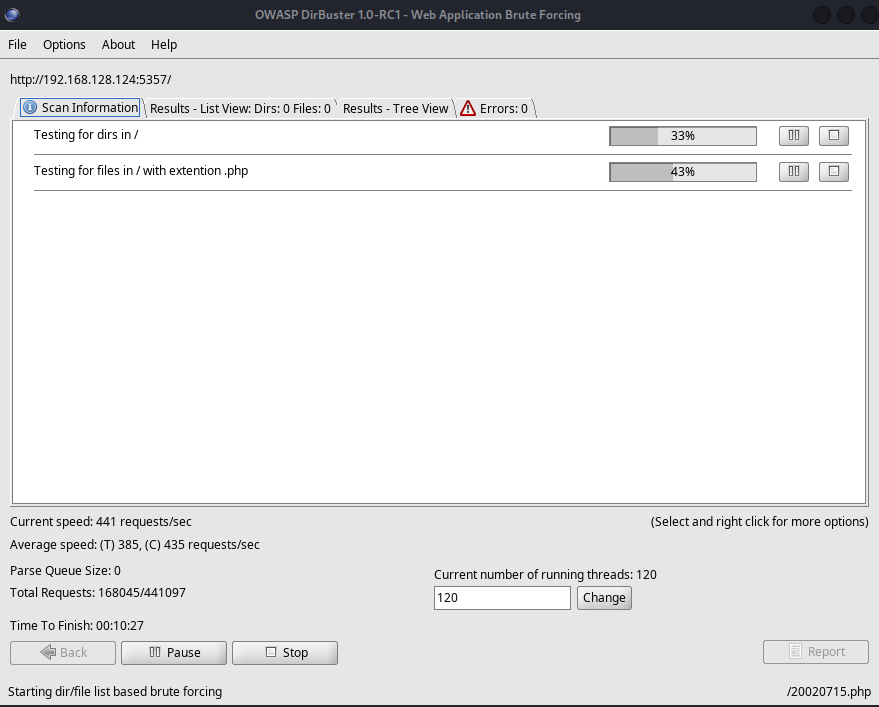 OWASP DirBuster 1.0-RC1 - Web Application Brute Forcing
File Options About Help
http://192.168.128.124:5357/
Scan Information Results - List View: Dirs: 0 Files: 0 Results - Tree View Errors: 0
Testing for dirs in / 33%
Testing for files in / with extention .php 43%
Current speed: 441 requests/sec (Select and right click for more options)
Average speed: (T) 385, (C) 435 requests/sec
Parse Queue Size: 0 Current number of running threads: 120
Total Requests: 168045/441097 120 Change
Time To Finish: 00:10:27
Back Pause Stop Report
Starting dir/file list based brute forcing /20020715.php